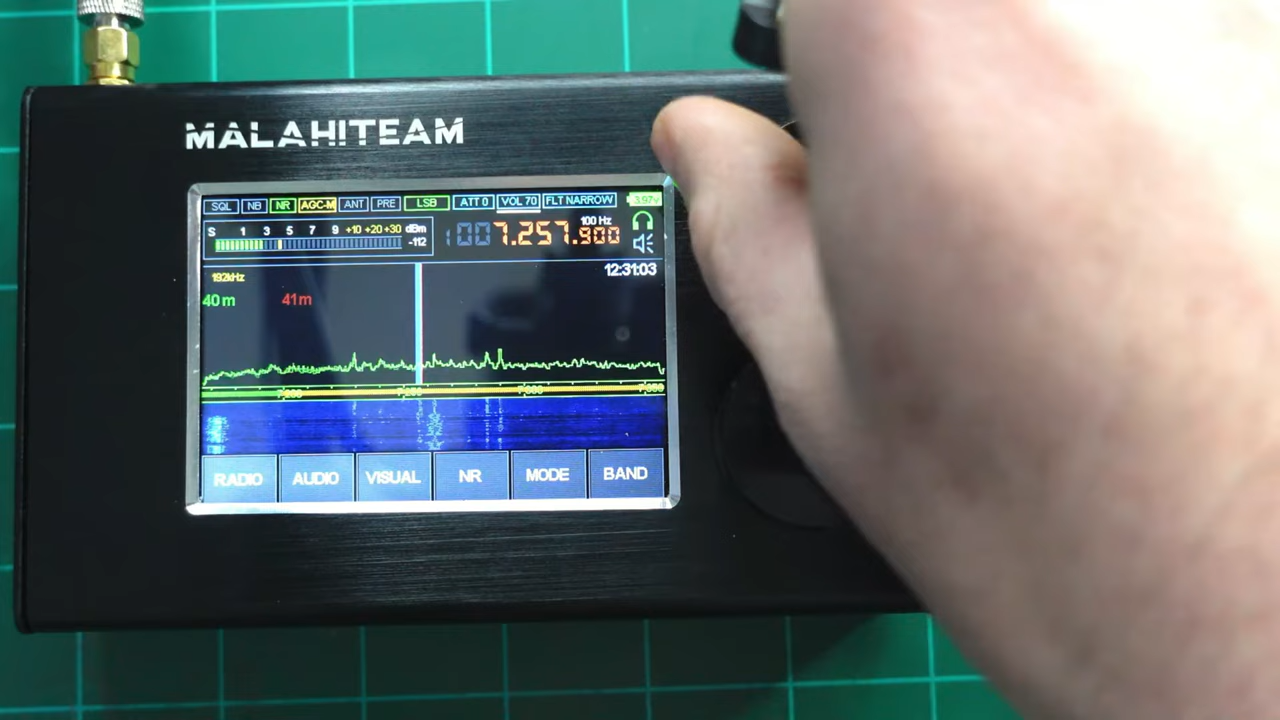 MALAHITEAM
SQL NB NR AGC-M ANT PRE LSB ATT 0 VOL 70 FLT NARROW 3.97V
S 1 3 5 7 9 +10 +20 +30 dBm
-112
100 Hz
7.257.900
192kHz
12:31:03
40 m 41m
RADIO AUDIO VISUAL NR MODE BAND